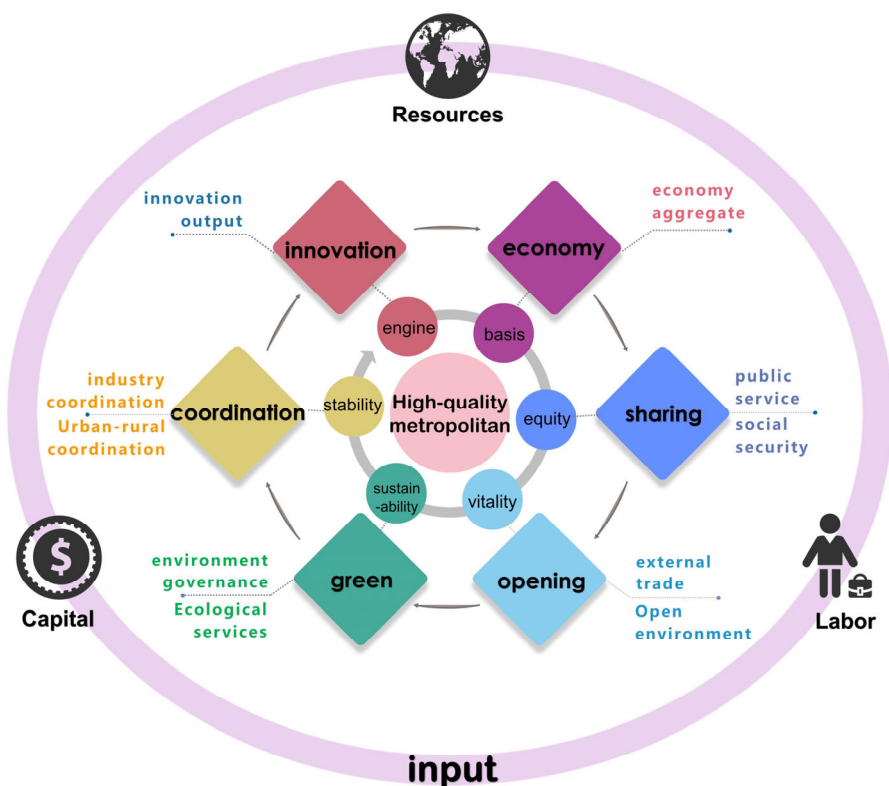 Resources
innovation
output
economy
aggregate
innovation
economy
engine
basis
industry
coordination
Urban-rural
coordination
coordination
stability
High-quality
metropolitan
equity
sharing
public
service
social
security
sustain
-ability
vitality
environment
governance
Ecological
services
green
opening
external
trade
Open
environment
Capital
Labor
input
$